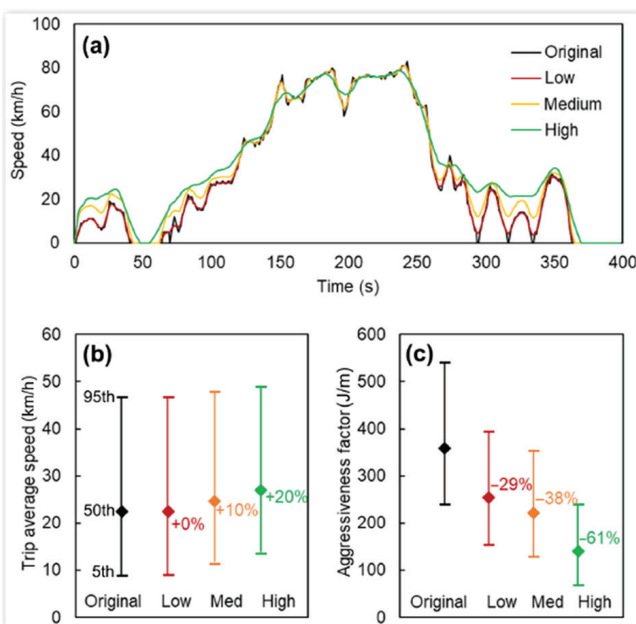 (a)
Original
Low
Medium
High
Speed (km/h)
100
80
60
40
20
0
0 50 100 150 200 250 300 350 400
Time (s)
(b)
Trip average speed (km/h)
60
50
40
30
20
10
0
95th
50th
5th
+0%
+10%
+20%
Original Low Med High
(c)
Aggressiveness factor (J/m)
600
500
400
300
200
100
0
–29%
–38%
–61%
Original Low Med High